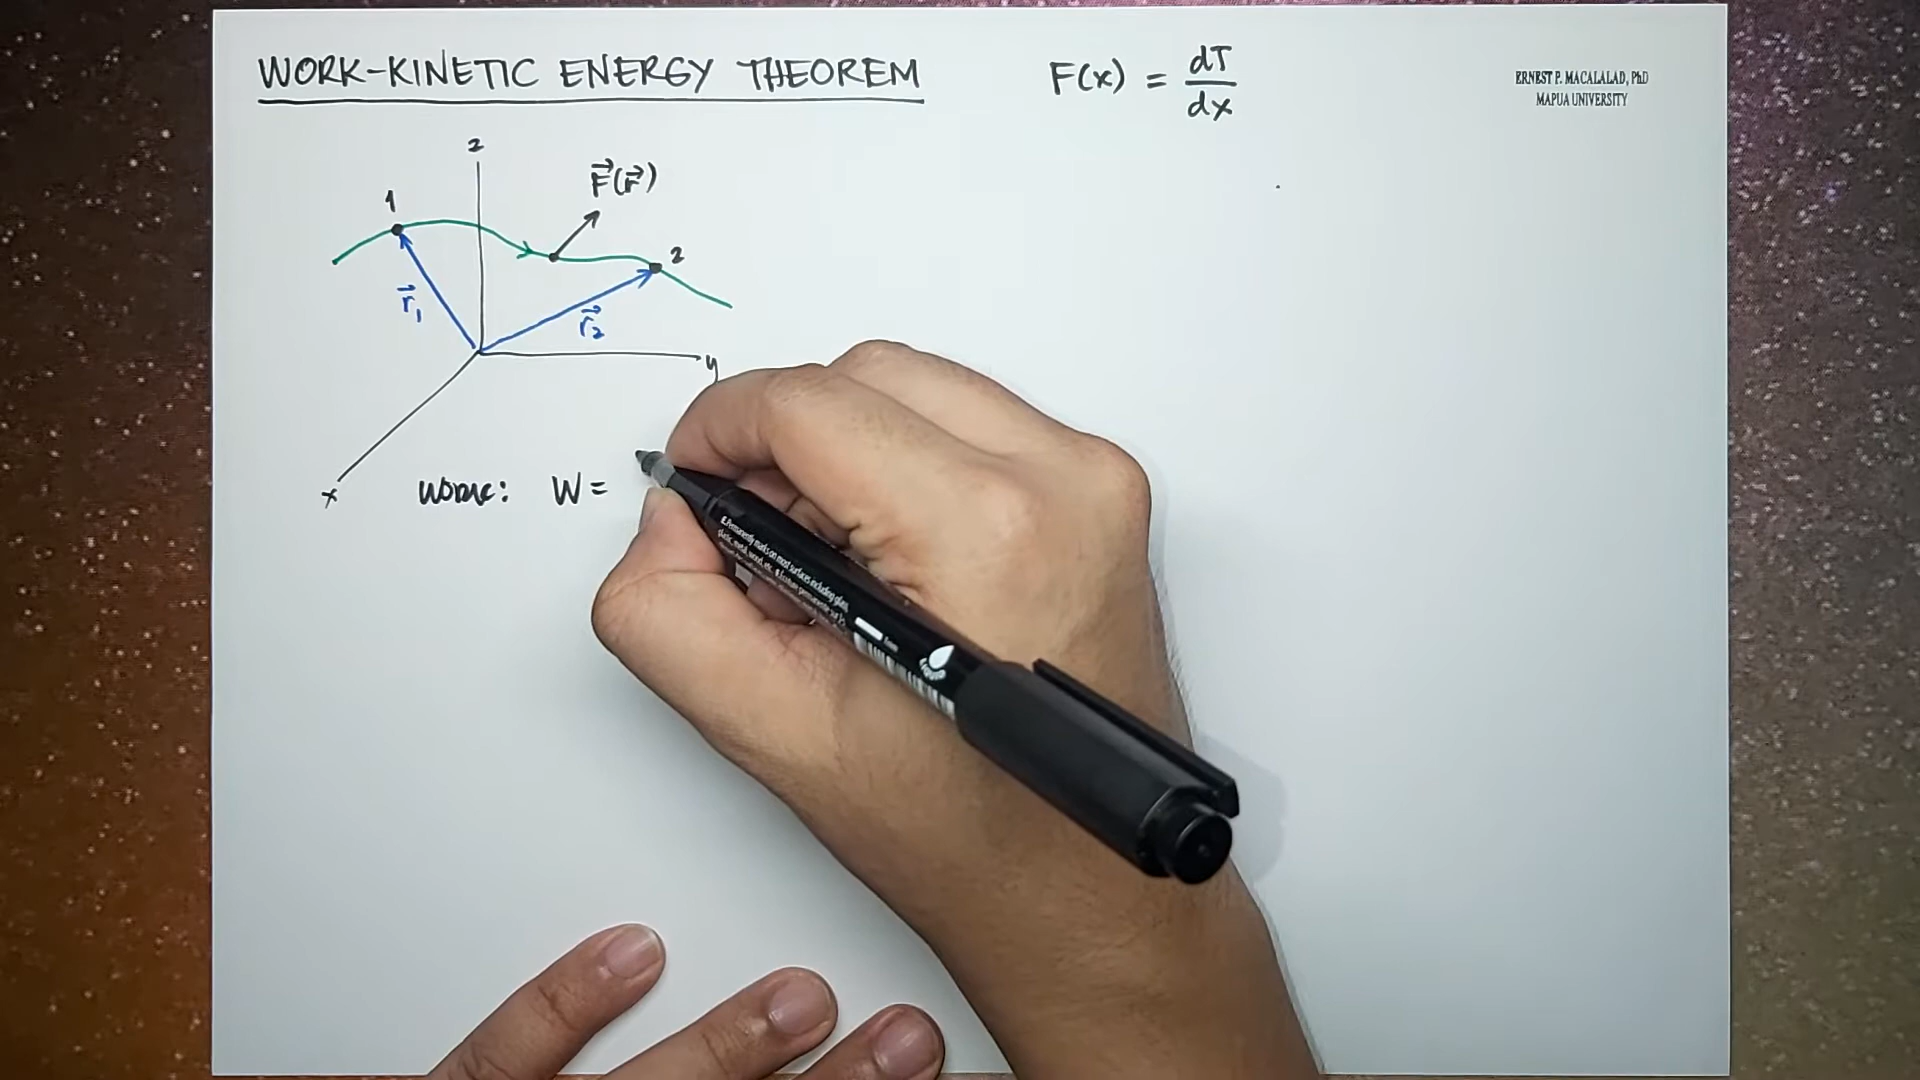 WORK-KINETIC ENERGY THEOREM
F(x) = dT/dx
ERNEST P. MACALALAD, PhD
MAPUA UNIVERSITY
z
1
F⃗(r⃗)
2
r⃗₁
r⃗₂
y
x
WORK: W =